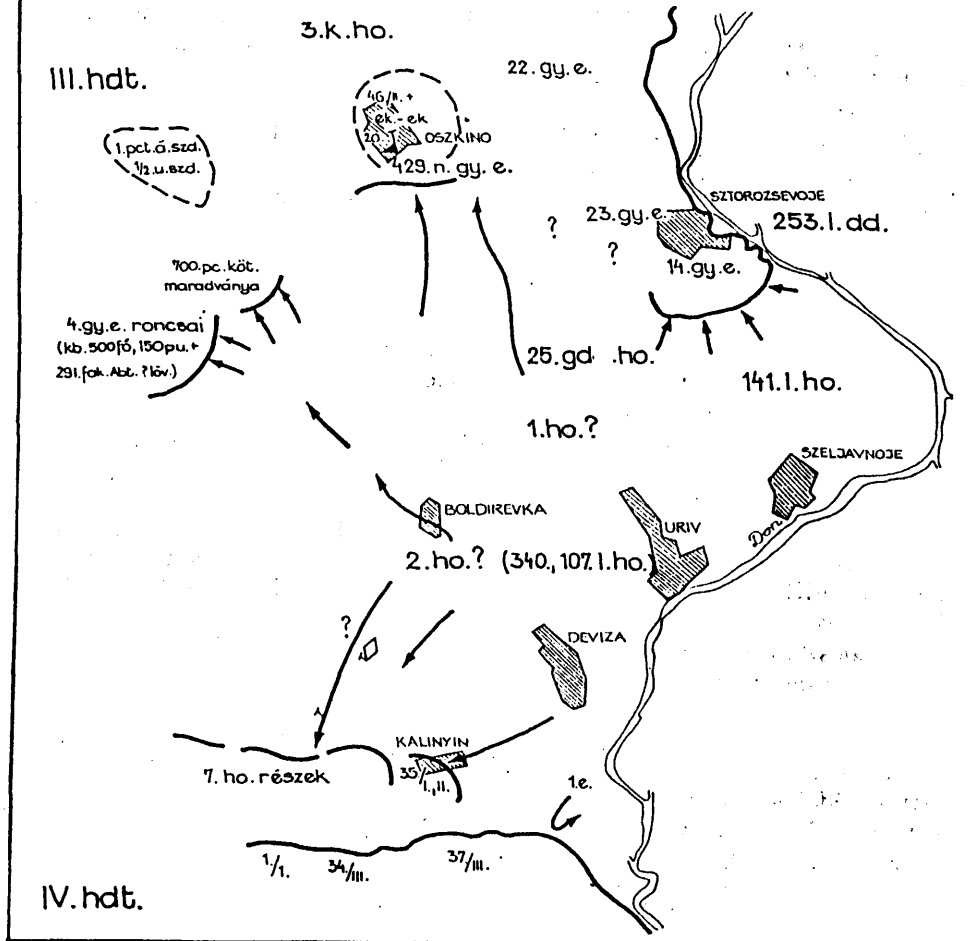 3.k.ho.
III.hdt.
22.gy.e.
46/II.+
ek.-ek
20.
OSZKINO
429.n.gy.e.
1.pct.á.szd.
1/2.u.szd.
SZTOROZSEVOJE
23.gy.e.
253.l.dd.
?
?
14.gy.e.
700.pc.köt.
maradványa
4.gy.e. roncsai
(kb.500fő,150pu.+
291.fak.Abt.?löv.)
25.gd .ho.
141.l.ho.
1.ho.?
SZELJAVNOJE
BOLDIREVKA
URIV
Don
2.ho.? (340.,107.l.ho.)
DEVIZA
?
KALINYIN
35/I.,II.
7.ho.részek
1.e.
1./I.
34/III.
37/III.
IV.hdt.